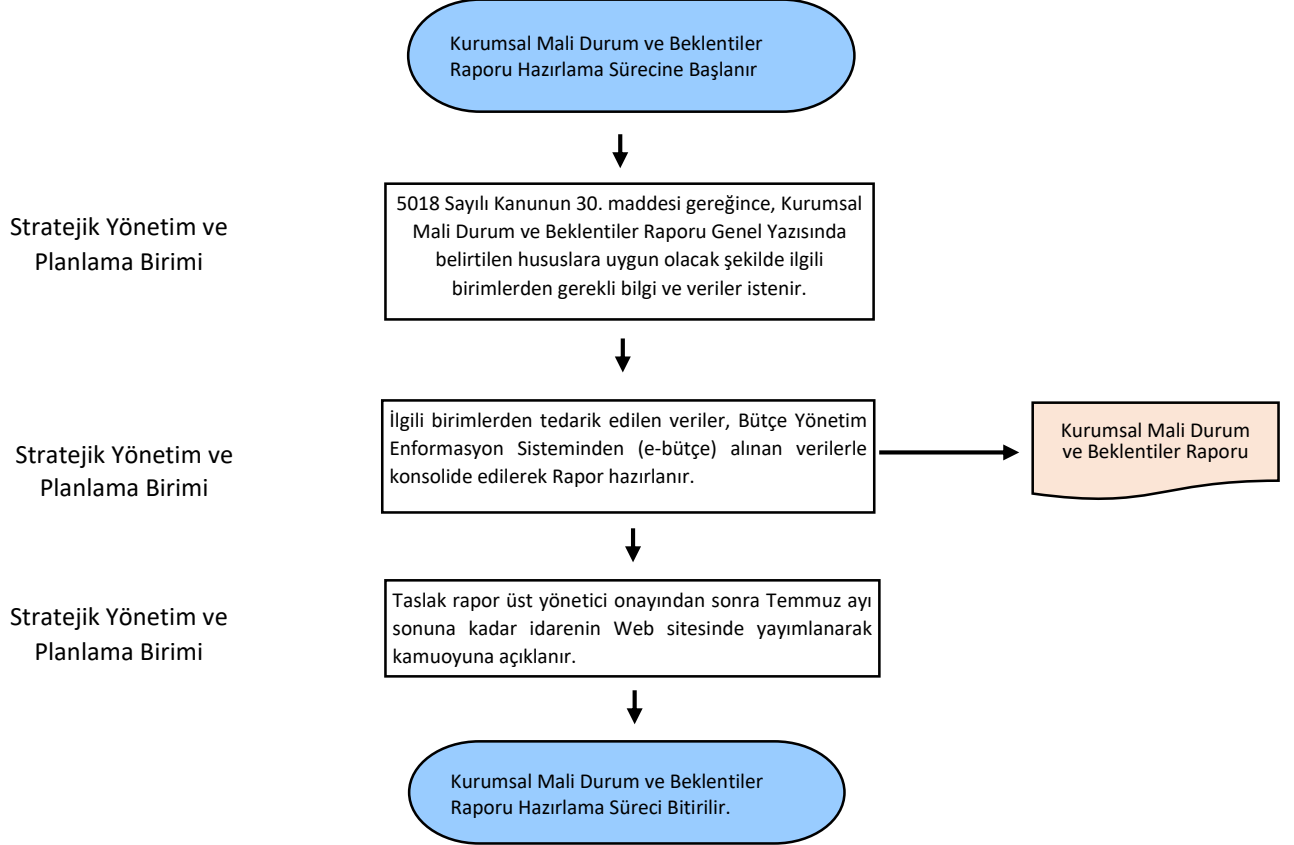 Kurumsal Mali Durum ve Beklentiler
Raporu Hazırlama Sürecine Başlanır
Stratejik Yönetim ve
Planlama Birimi
5018 Sayılı Kanunun 30. maddesi gereğince, Kurumsal
Mali Durum ve Beklentiler Raporu Genel Yazısında
belirtilen hususlara uygun olacak şekilde ilgili
birimlerden gerekli bilgi ve veriler istenir.
Stratejik Yönetim ve
Planlama Birimi
İlgili birimlerden tedarik edilen veriler, Bütçe Yönetim
Enformasyon Sisteminden (e-bütçe) alınan verilerle
konsolide edilerek Rapor hazırlanır.
Kurumsal Mali Durum
ve Beklentiler Raporu
Stratejik Yönetim ve
Planlama Birimi
Taslak rapor üst yönetici onayından sonra Temmuz ayı
sonuna kadar idarenin Web sitesinde yayımlanarak
kamuoyuna açıklanır.
Kurumsal Mali Durum ve Beklentiler
Raporu Hazırlama Süreci Bitirilir.